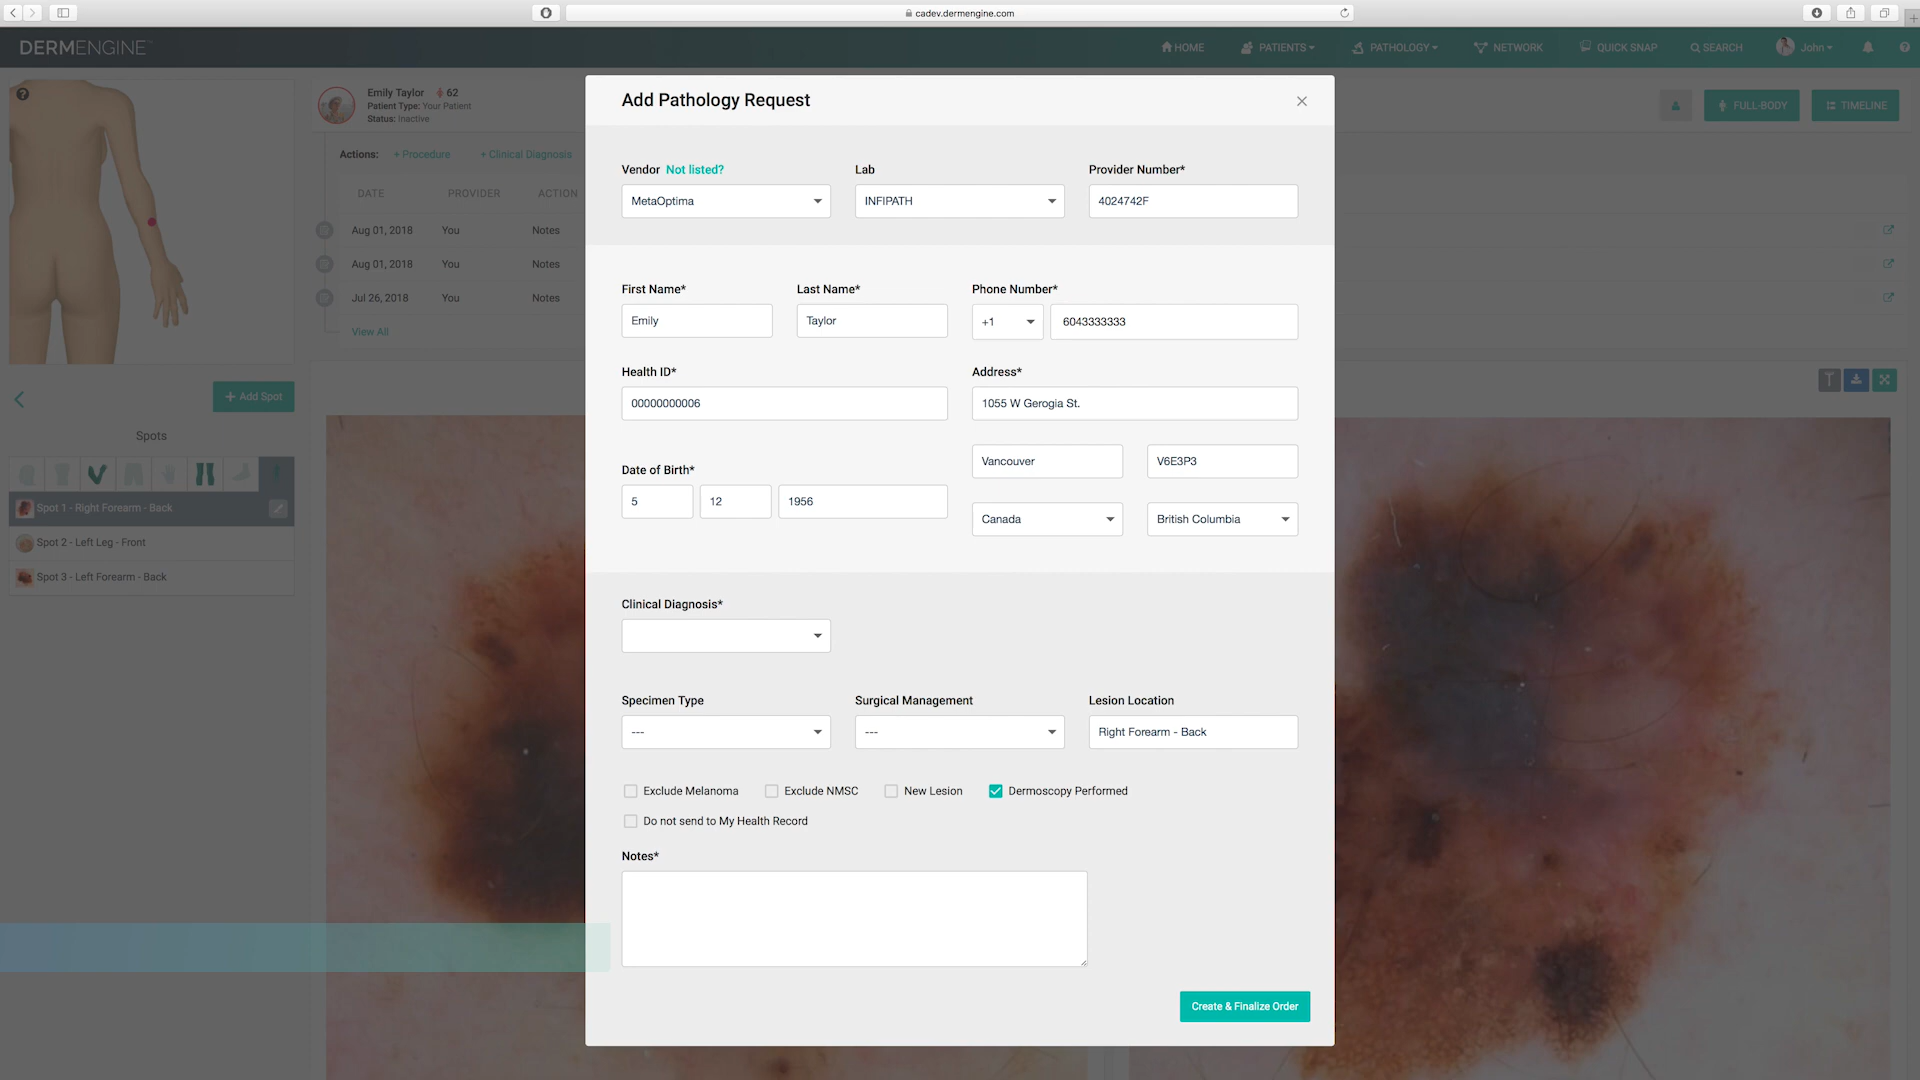 cadev.dermengine.com
DERMENGINE
HOME
PATIENTS
PATHOLOGY
NETWORK
QUICK SNAP
SEARCH
John
Emily Taylor 62
Patient Type: Your Patient
Status: Inactive
FULL-BODY
TIMELINE
Actions: + Procedure + Clinical Diagnosis
DATE PROVIDER ACTION
Aug 01, 2018 You Notes
Aug 01, 2018 You Notes
Jul 26, 2018 You Notes
View All
+ Add Spot
Spots
Spot 1 - Right Forearm - Back
Spot 2 - Left Leg - Front
Spot 3 - Left Forearm - Back
Add Pathology Request
Vendor Not listed? Lab Provider Number*
MetaOptima INFIPATH 4024742F
First Name* Last Name* Phone Number*
Emily Taylor +1 6043333333
Health ID* Address*
00000000006 1055 W Gerogia St.
Vancouver V6E3P3
Date of Birth*
5 12 1956
Canada British Columbia
Clinical Diagnosis*
Specimen Type Surgical Management Lesion Location
--- --- Right Forearm - Back
Exclude Melanoma Exclude NMSC New Lesion Dermoscopy Performed
Do not send to My Health Record
Notes*
Create & Finalize Order